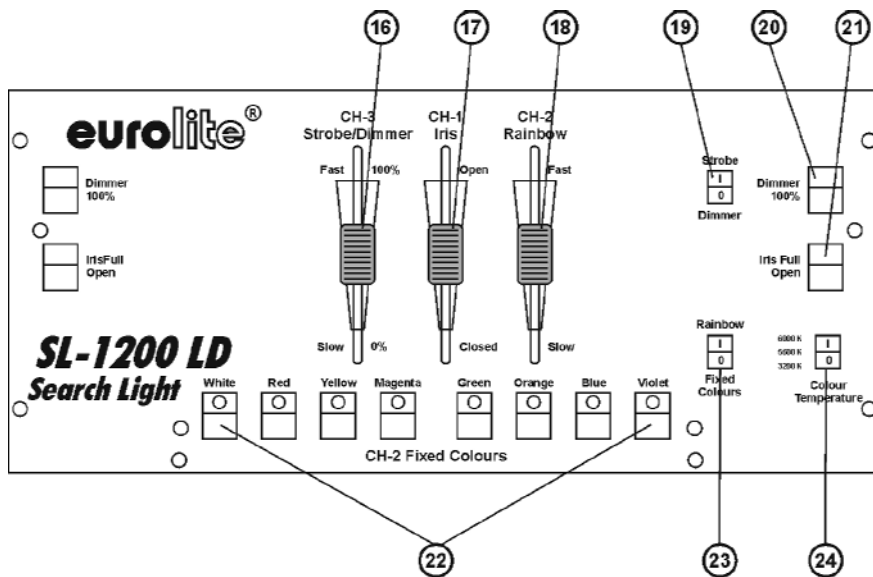 16 17 18 19 20 21
eurolite®
CH-3 CH-1 CH-2
Strobe/Dimmer Iris Rainbow
Strobe
Fast 100% Open Fast
I
0
Dimmer
Dimmer
100%
Dimmer
100%
IrisFull
Open
Iris Full
Open
SL-1200 LD
Search Light
Slow 0% Closed Slow
Rainbow
I
0
Fixed
Colours
6000 K
5600 K
3200 K
I
0
Colour
Temperature
White Red Yellow Magenta Green Orange Blue Violet
CH-2 Fixed Colours
22 23 24